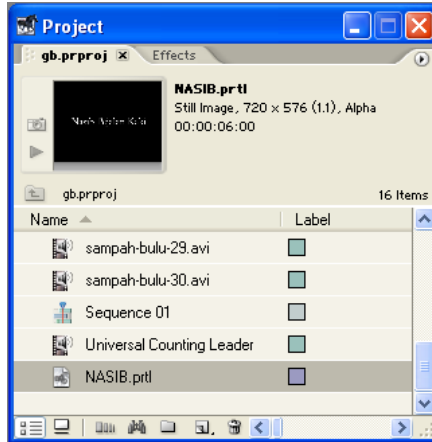 Project
gb.prproj Effects
NASIB.prtl
Still Image, 720 x 576 (1.1), Alpha
00:00:06:00
gb.prproj 16 Items
Name Label
sampah-bulu-29.avi
sampah-bulu-30.avi
Sequence 01
Universal Counting Leader
NASIB.prtl